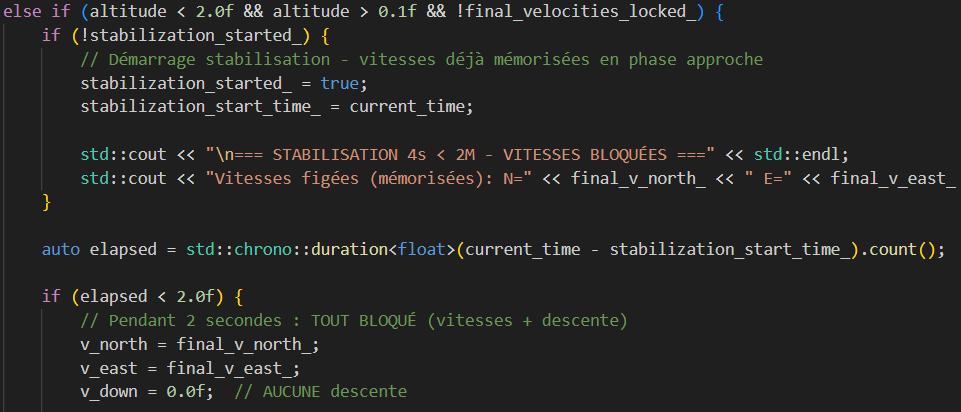 else if (altitude < 2.0f && altitude > 0.1f && !final_velocities_locked_) {
if (!stabilization_started_) {
// Démarrage stabilisation - vitesses déjà mémorisées en phase approche
stabilization_started_ = true;
stabilization_start_time_ = current_time;
std::cout << "\n=== STABILISATION 4s < 2M - VITESSES BLOQUÉES ===" << std::endl;
std::cout << "Vitesses figées (mémorisées): N=" << final_v_north_ << " E=" << final_v_east_
}
auto elapsed = std::chrono::duration<float>(current_time - stabilization_start_time_).count();
if (elapsed < 2.0f) {
// Pendant 2 secondes : TOUT BLOQUÉ (vitesses + descente)
v_north = final_v_north_;
v_east = final_v_east_;
v_down = 0.0f;  // AUCUNE descente